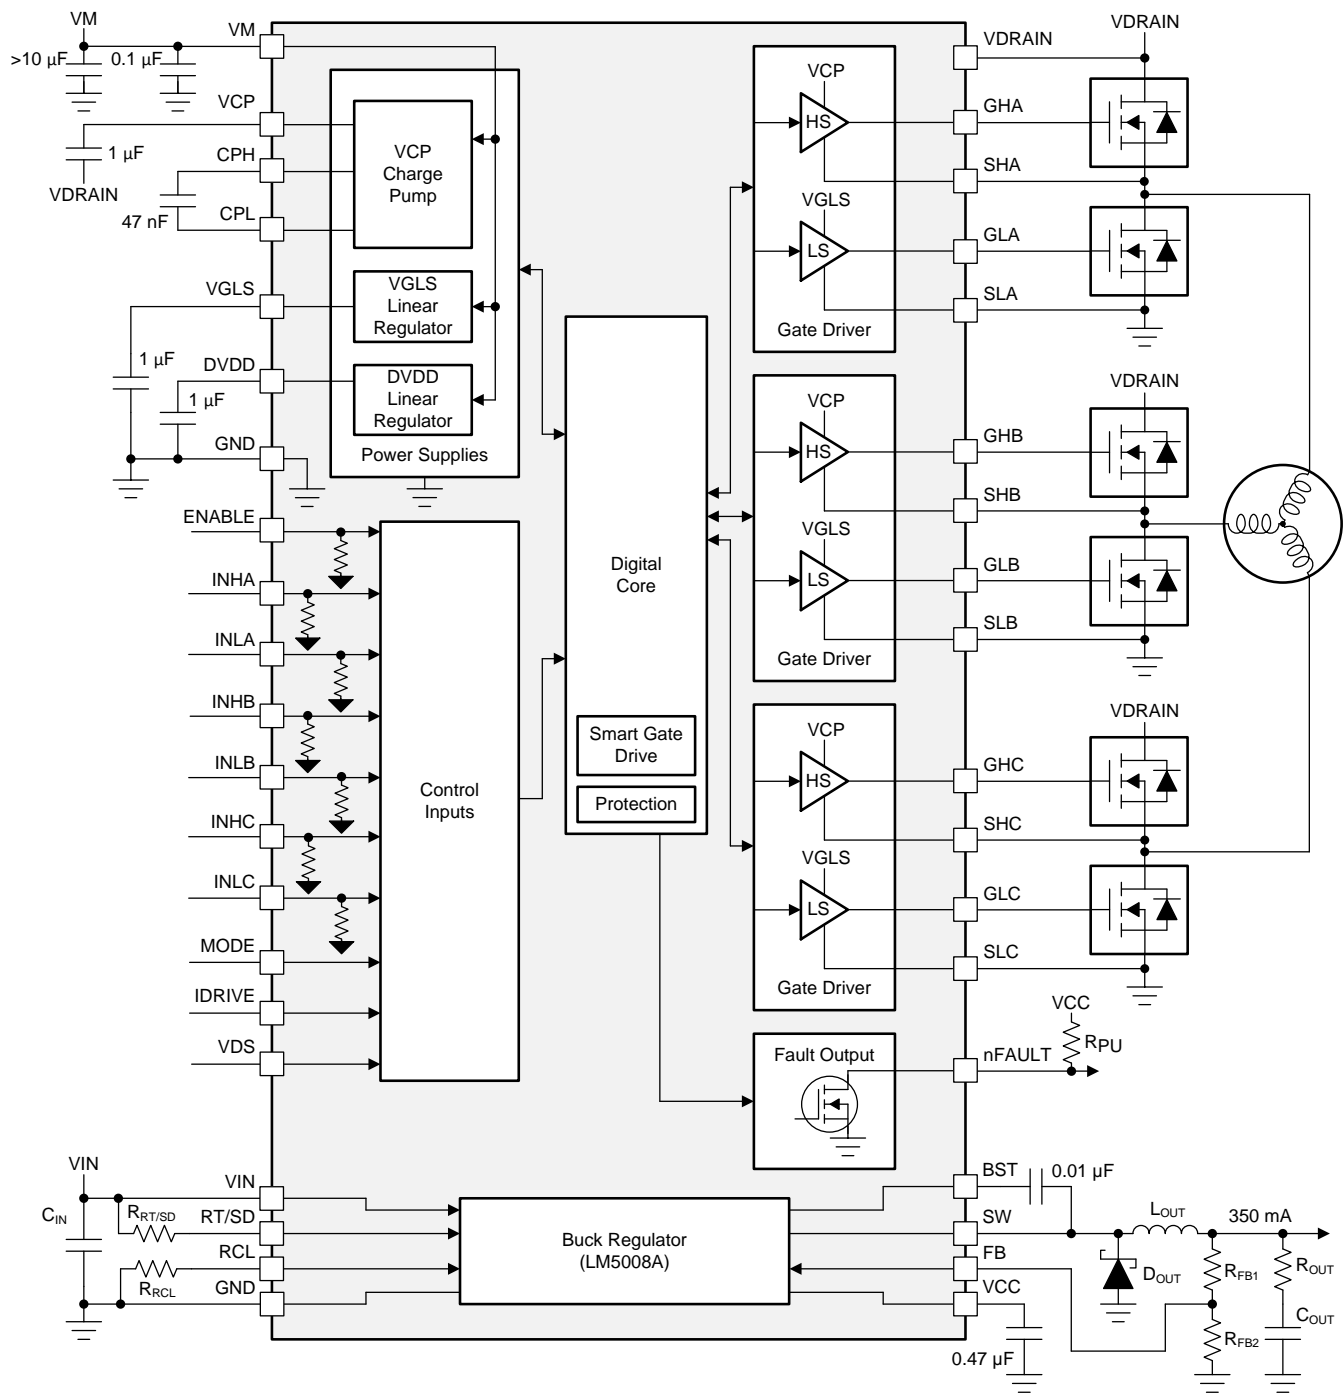 VM
VM
>10 µF
0.1 µF
VCP
1 µF
VDRAIN
CPH
47 nF
CPL
VGLS
1 µF
DVDD
1 µF
GND
VCP
Charge
Pump
VGLS
Linear
Regulator
DVDD
Linear
Regulator
Power Supplies
ENABLE
INHA
INLA
INHB
INLB
INHC
INLC
MODE
IDRIVE
VDS
Control
Inputs
Digital
Core
Smart Gate
Drive
Protection
VCP
HS
VGLS
LS
Gate Driver
VCP
HS
VGLS
LS
Gate Driver
VCP
HS
VGLS
LS
Gate Driver
Fault Output
VDRAIN
VDRAIN
GHA
SHA
GLA
SLA
VDRAIN
GHB
SHB
GLB
SLB
VDRAIN
GHC
SHC
GLC
SLC
VCC
RPU
nFAULT
VIN
VIN
CIN
RRT/SD
RT/SD
RCL
RRCL
GND
Buck Regulator
(LM5008A)
BST
0.01 µF
SW
LOUT
350 mA
FB
DOUT
RFB1
ROUT
VCC
COUT
RFB2
0.47 µF